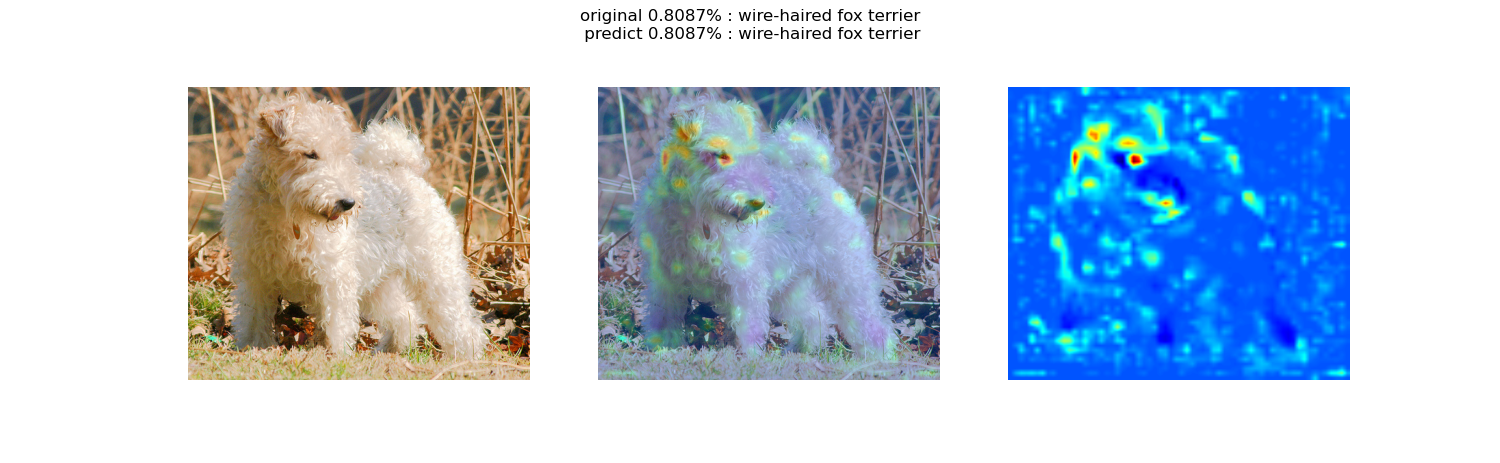 original 0.8087% : wire-haired fox terrier
predict 0.8087% : wire-haired fox terrier